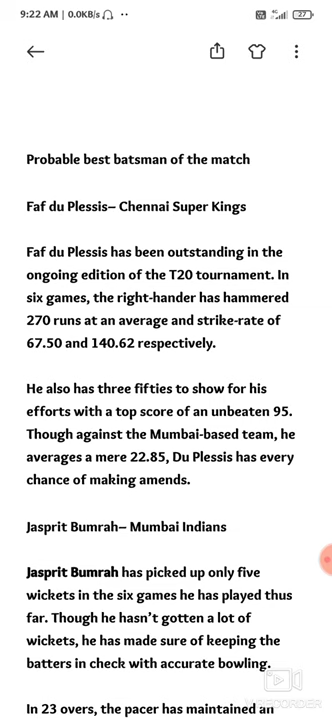 9:22 AM | 0.0KB/s
27
Probable best batsman of the match
Faf du Plessis– Chennai Super Kings
Faf du Plessis has been outstanding in the
ongoing edition of the T20 tournament. In
six games, the right-hander has hammered
270 runs at an average and strike-rate of
67.50 and 140.62 respectively.
He also has three fifties to show for his
efforts with a top score of an unbeaten 95.
Though against the Mumbai-based team, he
averages a mere 22.85, Du Plessis has every
chance of making amends.
Jasprit Bumrah– Mumbai Indians
Jasprit Bumrah has picked up only five
wickets in the six games he has played thus
far. Though he hasn’t gotten a lot of
wickets, he has made sure of keeping the
batters in check with accurate bowling.
In 23 overs, the pacer has maintained an